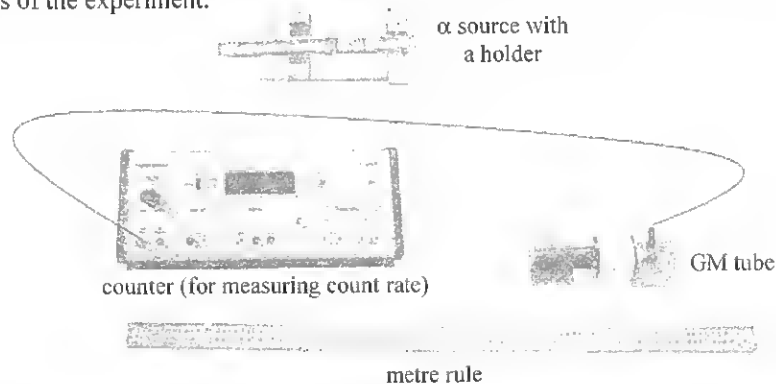 s of the experiment.
α source with
a holder
counter (for measuring count rate)
GM tube
metre rule